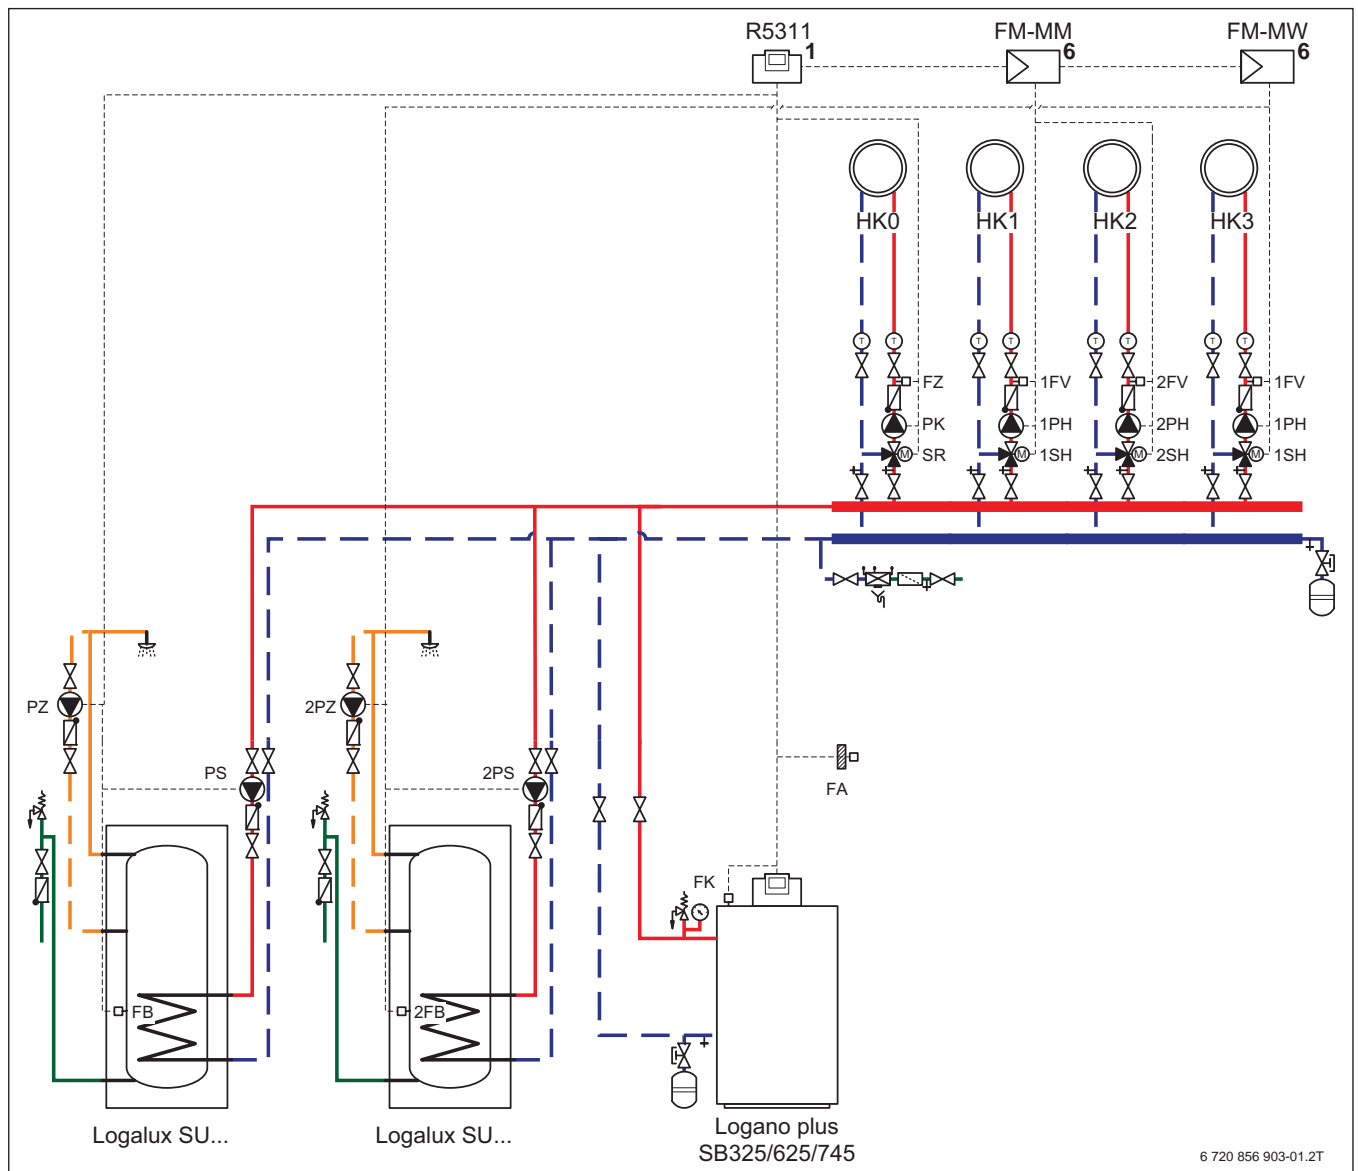 R5311
1
FM-MM
6
FM-MW
6
HK0
HK1
HK2
HK3
T T T T T T T T
FZ
1FV
2FV
1FV
PK
1PH
2PH
1PH
M SR
M 1SH
M 2SH
M 1SH
PZ
2PZ
PS
2PS
FA
FK
FB
2FB
Logalux SU...
Logalux SU...
Logano plus
SB325/625/745
6 720 856 903-01.2T